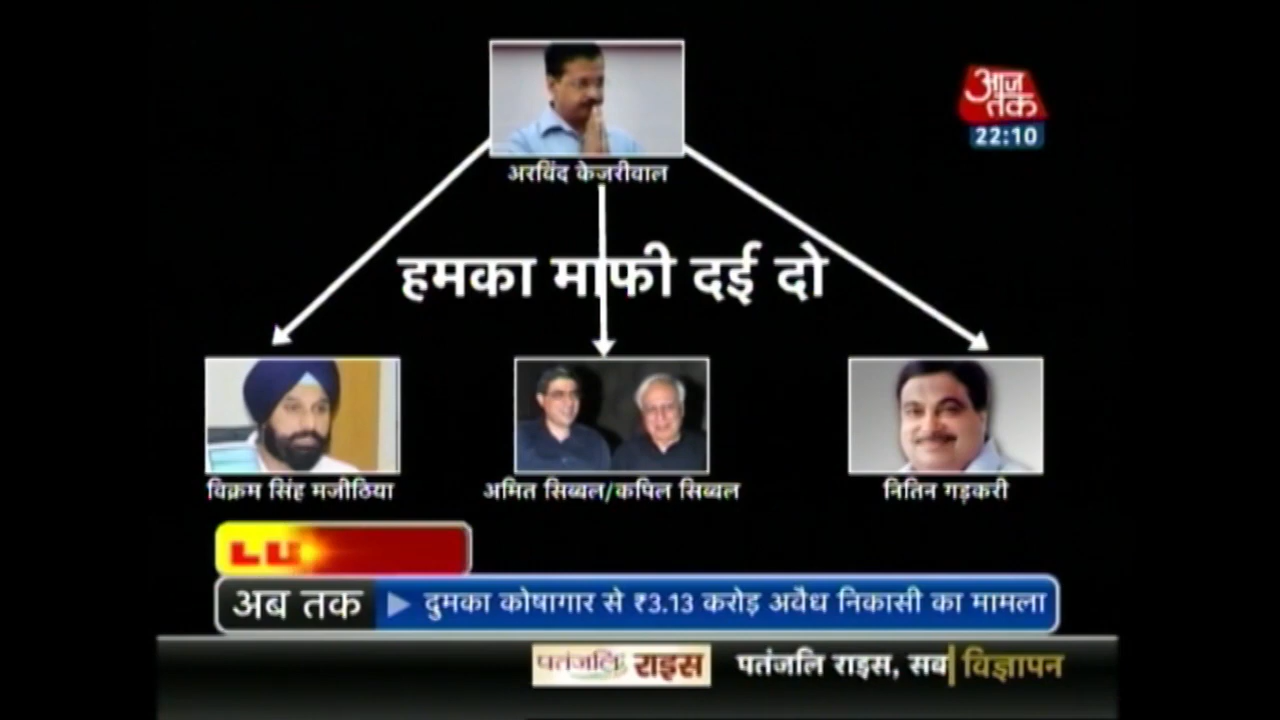 आज
तक
22:10
अरविंद केजरीवाल
हमका माफी दई दो
विक्रम सिंह मजीठिया
अमित सिब्बल/कपिल सिब्बल
नितिन गड़करी
अब तक
दुमका कोषागार से ₹3.13 करोड़ अवैध निकासी का मामला
पतंजलि राइस
पतंजलि राइस, सब
विज्ञापन